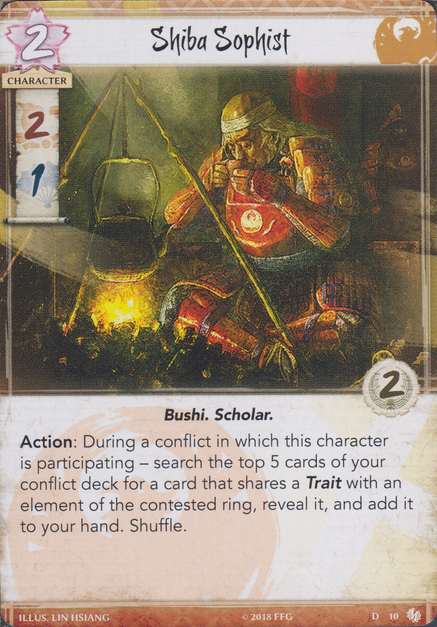 2
Shiba Sophist
CHARACTER
2
1
2
Bushi. Scholar.
Action: During a conflict in which this character
is participating – search the top 5 cards of your
conflict deck for a card that shares a Trait with an
element of the contested ring, reveal it, and add it
to your hand. Shuffle.
ILLUS. LIN HSIANG
© 2018 FFG
D 10